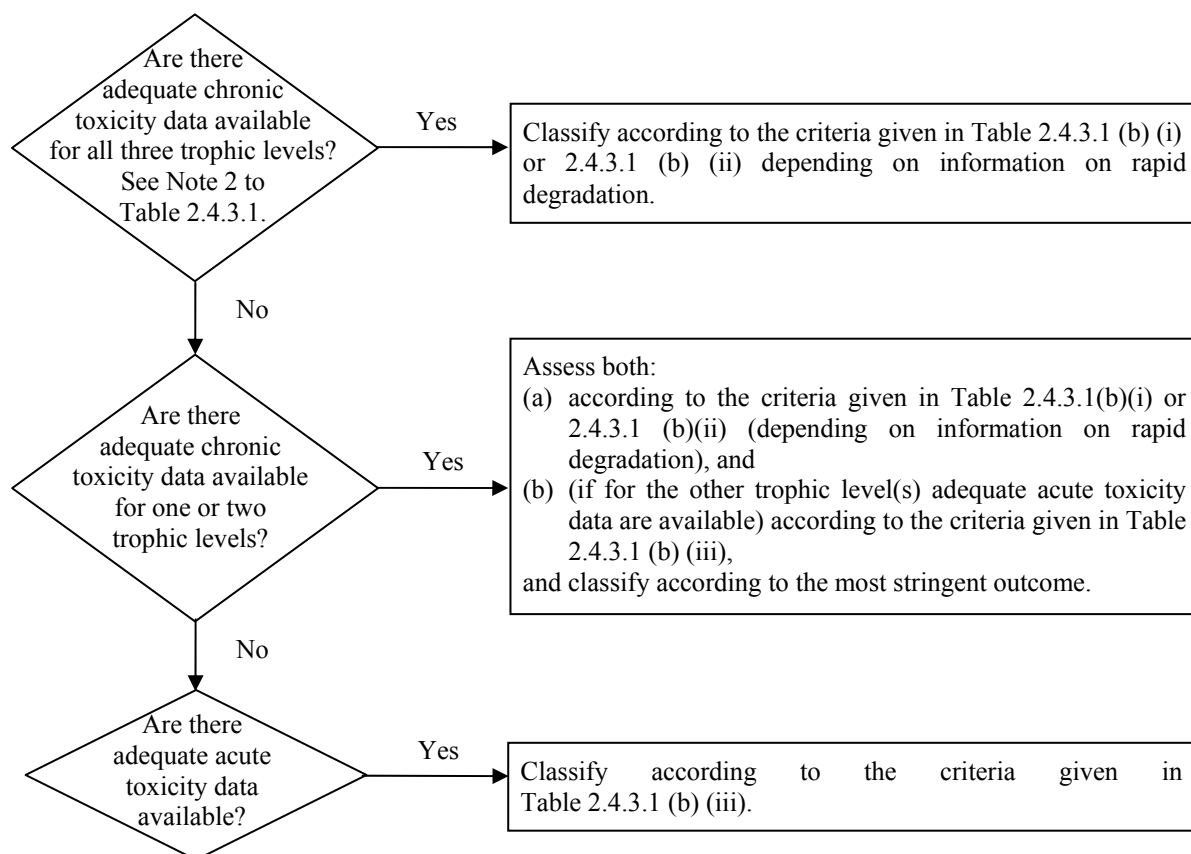 Are there
adequate chronic
toxicity data available
for all three trophic levels?
See Note 2 to
Table 2.4.3.1.
Yes
Classify according to the criteria given in Table 2.4.3.1 (b) (i)
or 2.4.3.1 (b) (ii) depending on information on rapid
degradation.
No
Are there
adequate chronic
toxicity data available
for one or two
trophic levels?
Yes
Assess both:
(a) according to the criteria given in Table 2.4.3.1(b)(i) or
2.4.3.1 (b)(ii) (depending on information on rapid
degradation), and
(b) (if for the other trophic level(s) adequate acute toxicity
data are available) according to the criteria given in Table
2.4.3.1 (b) (iii),
and classify according to the most stringent outcome.
No
Are there
adequate acute
toxicity data
available?
Yes
Classify according to the criteria given in
Table 2.4.3.1 (b) (iii).